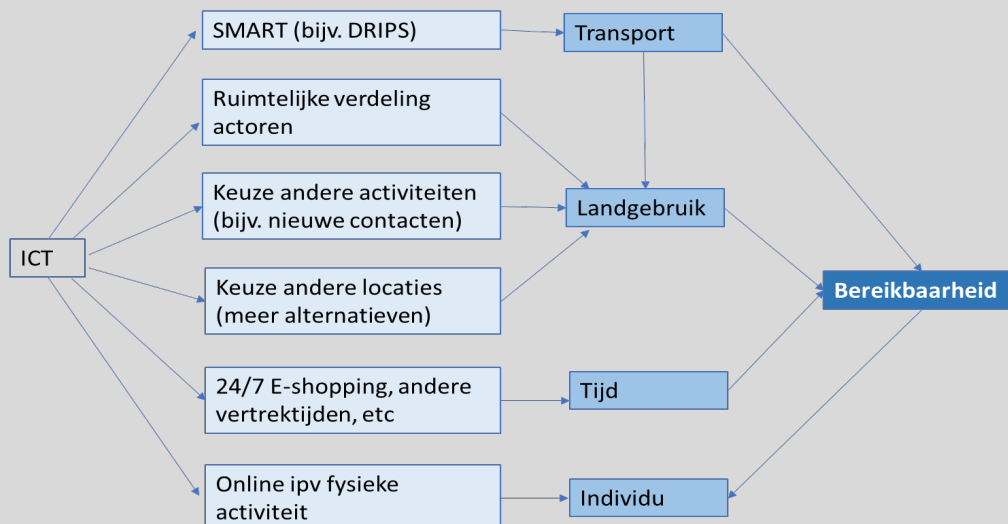 SMART (bijv. DRIPS)
Transport
Ruimtelijke verdeling
actoren
Keuze andere activiteiten
(bijv. nieuwe contacten)
Landgebruik
ICT
Keuze andere locaties
(meer alternatieven)
Bereikbaarheid
24/7 E-shopping, andere
vertrektijden, etc
Tijd
Online ipv fysieke
activiteit
Individu